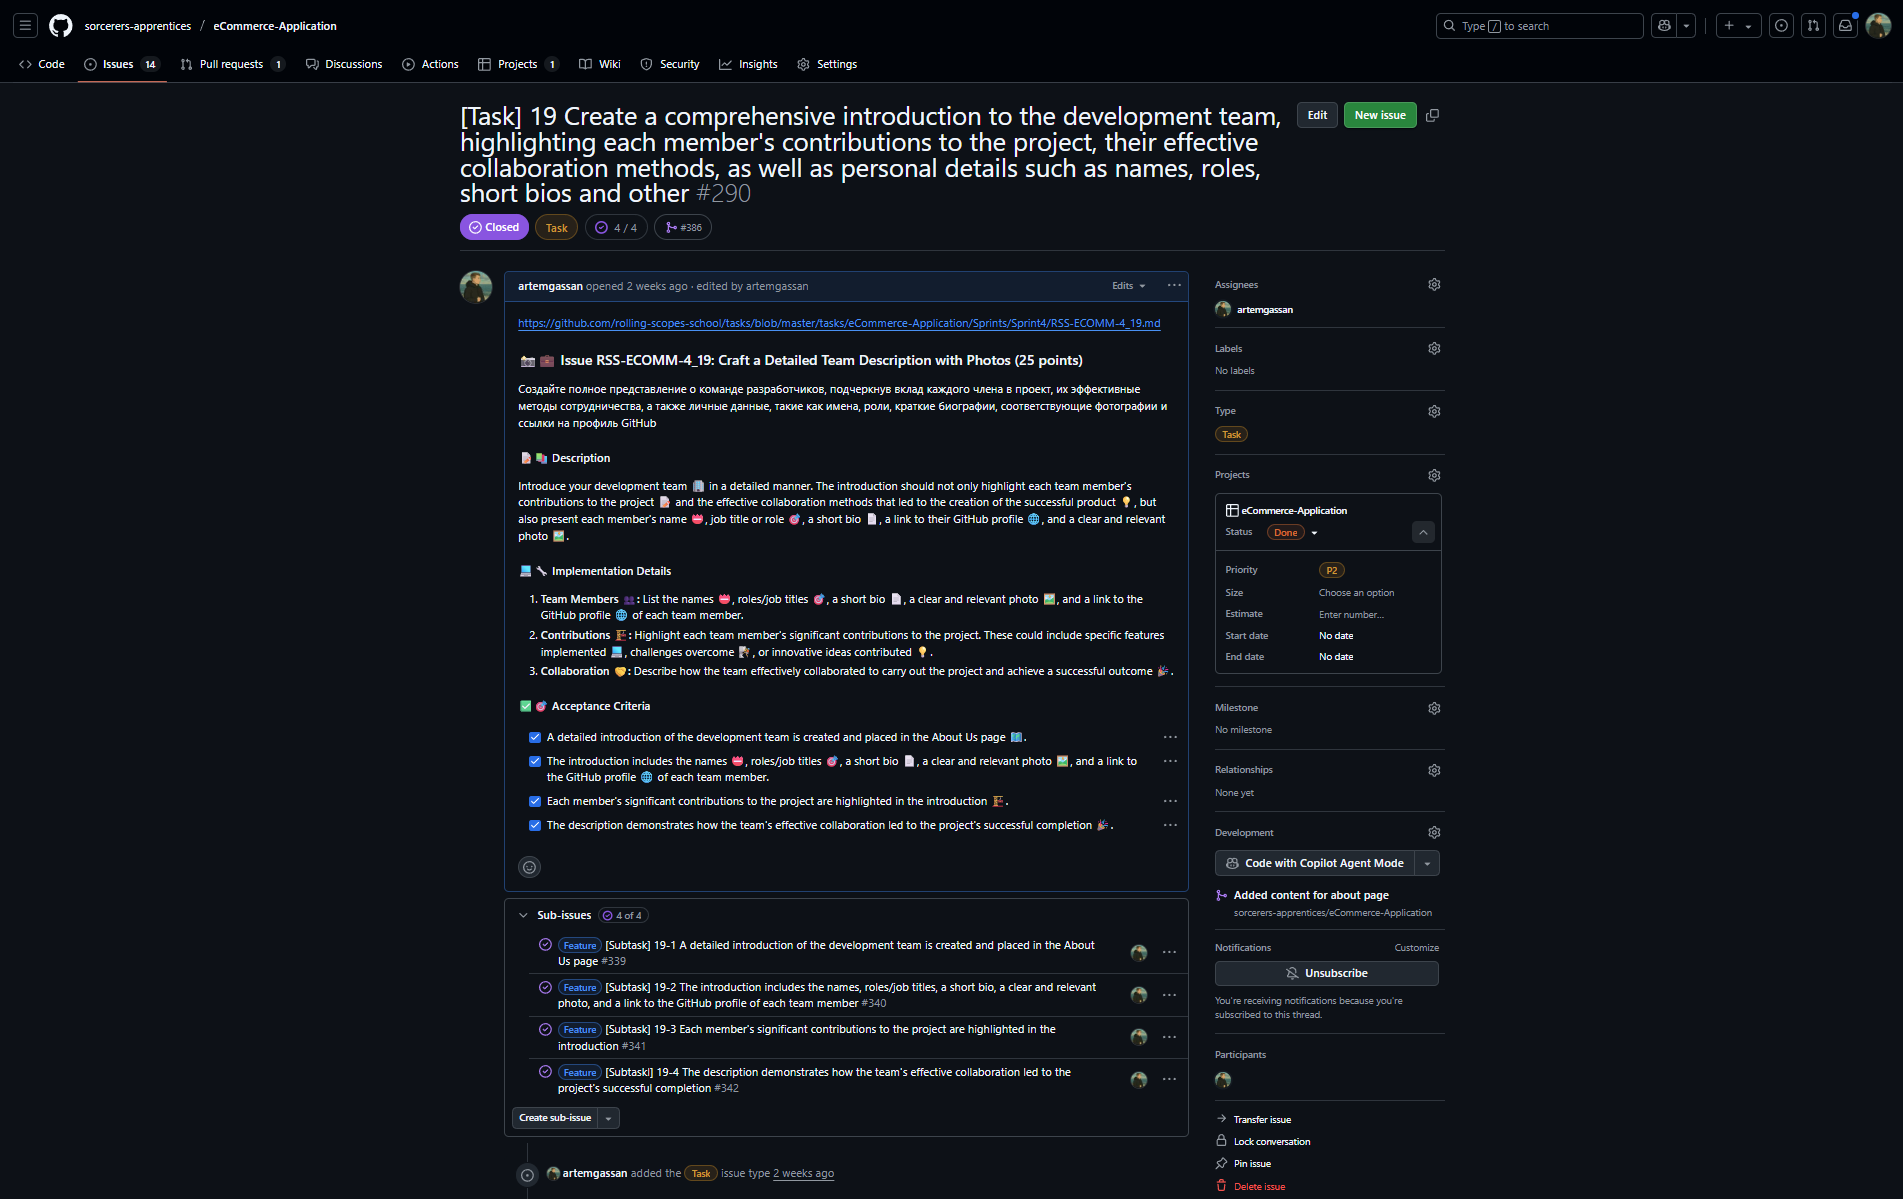 sorcerers-apprentices / eCommerce-Application
Type / to search
Code
Issues 14
Pull requests 1
Discussions
Actions
Projects 1
Wiki
Security
Insights
Settings
[Task] 19 Create a comprehensive introduction to the development team,
highlighting each member's contributions to the project, their effective
collaboration methods, as well as personal details such as names, roles,
short bios and other #290
Edit
New issue
Closed
Task
4 / 4
#386
artemgassan opened 2 weeks ago · edited by artemgassan
Edits
https://github.com/rolling-scopes-school/tasks/blob/master/tasks/eCommerce-Application/Sprints/Sprint4/RSS-ECOMM-4_19.md
Issue RSS-ECOMM-4_19: Craft a Detailed Team Description with Photos (25 points)
Создайте полное представление о команде разработчиков, подчеркнув вклад каждого члена в проект, их эффективные
методы сотрудничества, а также личные данные, такие как имена, роли, краткие биографии, соответствующие фотографии и
ссылки на профиль GitHub
Description
Introduce your development team in a detailed manner. The introduction should not only highlight each team member's
contributions to the project and the effective collaboration methods that led to the creation of the successful product , but
also present each member's name , job title or role , a short bio , a link to their GitHub profile , and a clear and relevant
photo .
Implementation Details
1. Team Members : List the names , roles/job titles , a short bio , a clear and relevant photo , and a link to the
GitHub profile of each team member.
2. Contributions : Highlight each team member's significant contributions to the project. These could include specific features
implemented , challenges overcome , or innovative ideas contributed .
3. Collaboration : Describe how the team effectively collaborated to carry out the project and achieve a successful outcome .
Acceptance Criteria
A detailed introduction of the development team is created and placed in the About Us page .
The introduction includes the names , roles/job titles , a short bio , a clear and relevant photo , and a link to
the GitHub profile of each team member.
Each member's significant contributions to the project are highlighted in the introduction .
The description demonstrates how the team's effective collaboration led to the project's successful completion .
Sub-issues 4 of 4
Feature [Subtask] 19-1 A detailed introduction of the development team is created and placed in the About
Us page #339
Feature [Subtask] 19-2 The introduction includes the names, roles/job titles, a short bio, a clear and relevant
photo, and a link to the GitHub profile of each team member #340
Feature [Subtask] 19-3 Each member's significant contributions to the project are highlighted in the
introduction #341
Feature [Subtaskl] 19-4 The description demonstrates how the team's effective collaboration led to the
project's successful completion #342
Create sub-issue
artemgassan added the Task issue type 2 weeks ago
Assignees
artemgassan
Labels
No labels
Type
Task
Projects
eCommerce-Application
Status Done
Priority P2
Size Choose an option
Estimate Enter number...
Start date No date
End date No date
Milestone
No milestone
Relationships
None yet
Development
Code with Copilot Agent Mode
Added content for about page
sorcerers-apprentices/eCommerce-Application
Notifications Customize
Unsubscribe
You're receiving notifications because you're
subscribed to this thread.
Participants
Transfer issue
Lock conversation
Pin issue
Delete issue